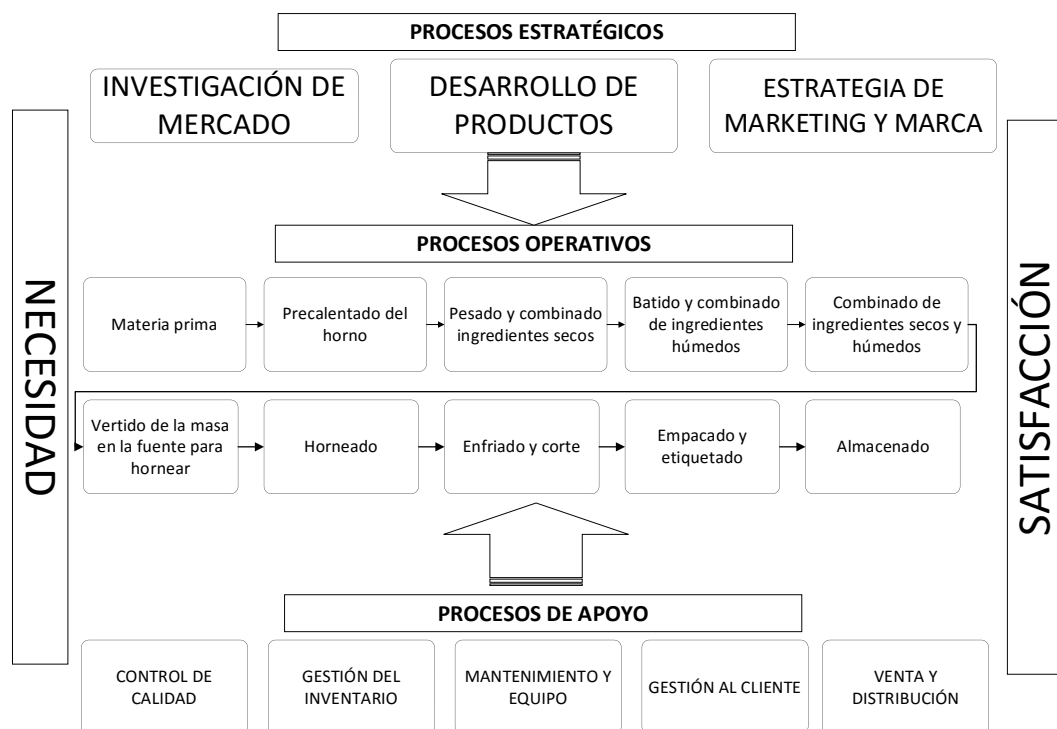 PROCESOS ESTRATÉGICOS
INVESTIGACIÓN DE
MERCADO
DESARROLLO DE
PRODUCTOS
ESTRATEGIA DE
MARKETING Y MARCA
NECESIDAD
PROCESOS OPERATIVOS
Materia prima
Precalentado del
horno
Pesado y combinado
ingredientes secos
Batido y combinado
de ingredientes
húmedos
Combinado de
ingredientes secos y
húmedos
Vertido de la masa
en la fuente para
hornear
Horneado
Enfriado y corte
Empacado y
etiquetado
Almacenado
SATISFACCIÓN
PROCESOS DE APOYO
CONTROL DE
CALIDAD
GESTIÓN DEL
INVENTARIO
MANTENIMIENTO Y
EQUIPO
GESTIÓN AL CLIENTE
VENTA Y
DISTRIBUCIÓN